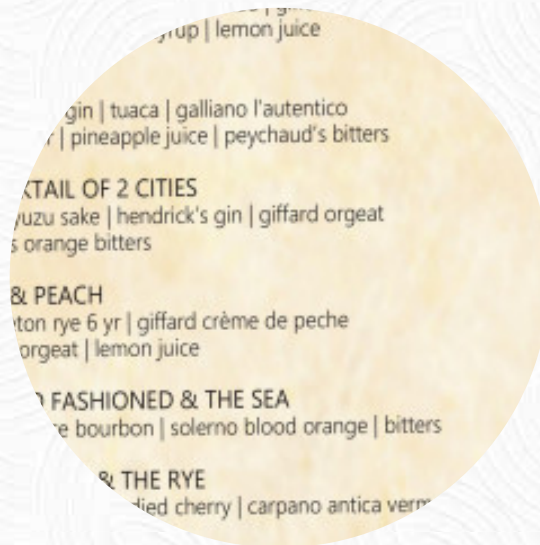 | lemon juice
gin | tuaca | galliano l'autentico
| pineapple juice | peychaud's bitters
OF 2 CITIES
yuzu sake | hendrick's gin | giffard orgeat
orange bitters
& PEACH
rye 6 yr | giffard crème de peche
orgeat | lemon juice
FASHIONED & THE SEA
bourbon | solerno blood orange | bitters
& THE RYE
cherry | carpano antica